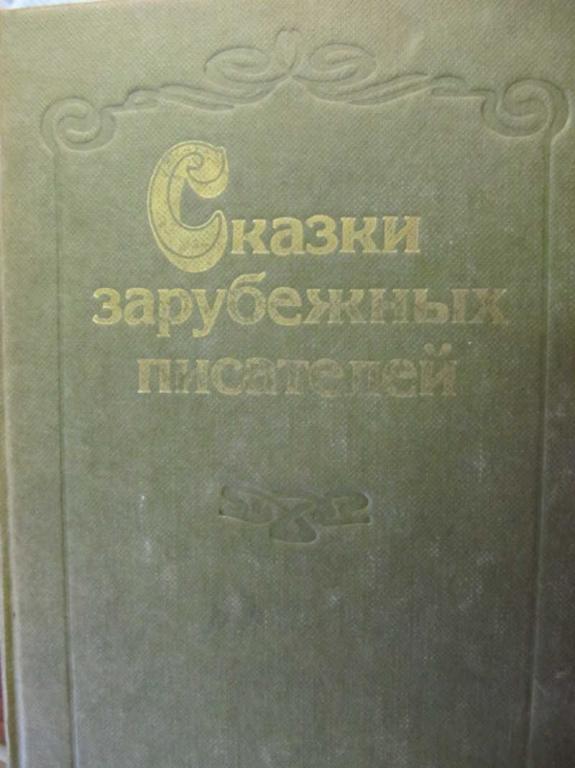 Сказки
зарубежных
писателей